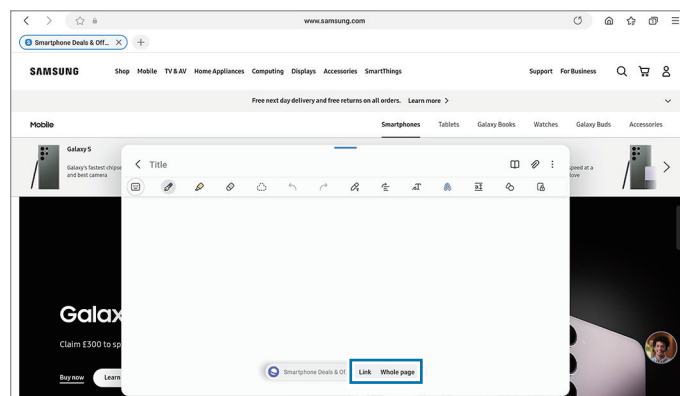 www.samsung.com
Smartphone Deals & Off...
SAMSUNG Shop Mobile TV & AV Home Appliances Computing Displays Accessories SmartThings Support For Business
Free next day delivery and free returns on all orders. Learn more >
Mobile Smartphones Tablets Galaxy Books Watches Galaxy Buds Accessories
Galaxy S
Galaxy's fastest chipse
and best camera
speed at a
love
Title
Galax
Claim £300 to sp
Buy now Learn
Smartphone Deals & Of Link Whole page